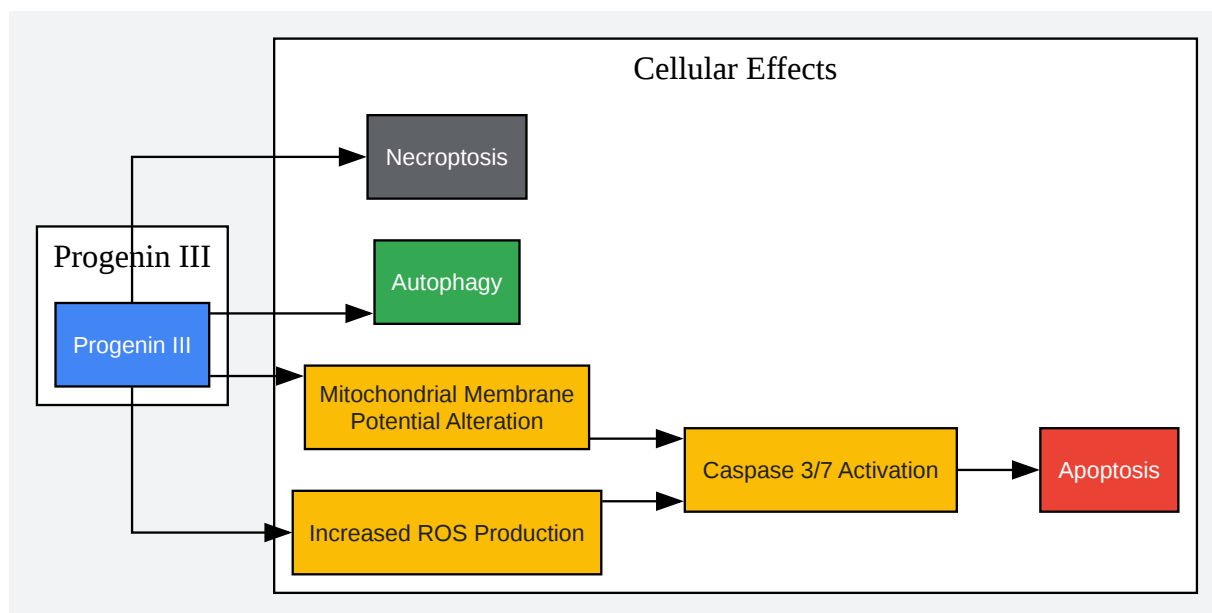 Cellular Effects
Necroptosis
Progenin III
Autophagy
Progenin III
Mitochondrial Membrane
Potential Alteration
Caspase 3/7 Activation
Apoptosis
Increased ROS Production